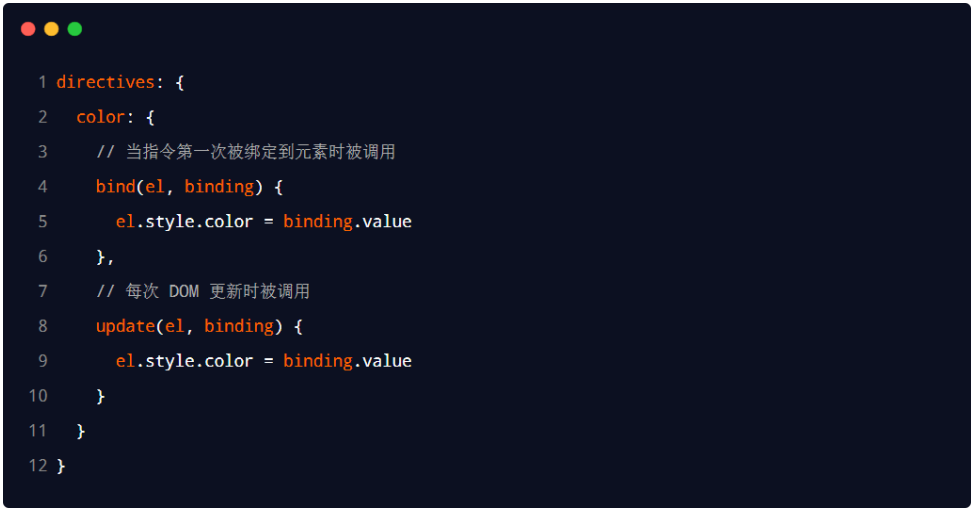 1 directives: {
2   color: {
3     // 当指令第一次被绑定到元素时被调用
4     bind(el, binding) {
5       el.style.color = binding.value
6     },
7     // 每次 DOM 更新时被调用
8     update(el, binding) {
9       el.style.color = binding.value
10     }
11   }
12 }